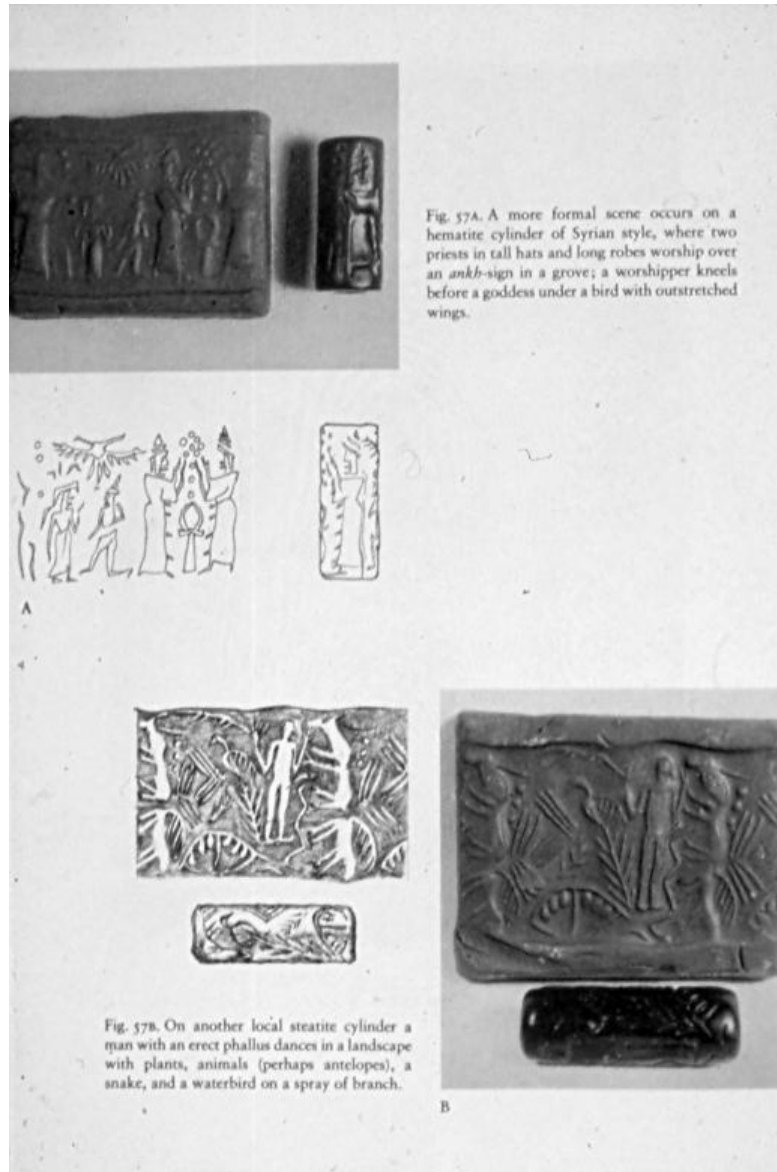 Fig. 57A. A more formal scene occurs on a
hematite cylinder of Syrian style, where two
priests in tall hats and long robes worship over
an ankh-sign in a grove; a worshipper kneels
before a goddess under a bird with outstretched
wings.
A
Fig. 57B. On another local steatite cylinder a
man with an erect phallus dances in a landscape
with plants, animals (perhaps antelopes), a
snake, and a waterbird on a spray of branch.
B